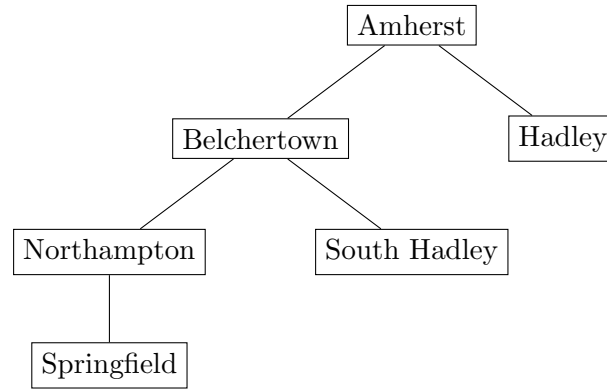 Amherst
Belchertown
Hadley
Northampton
South Hadley
Springfield